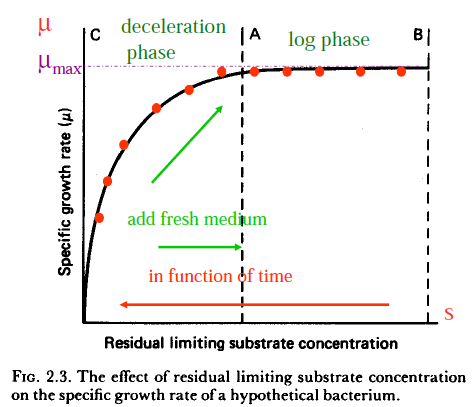 μ
C
deceleration
phase
A
log phase
B
μmax
Specific growth rate (μ)
add fresh medium
in function of time
s
Residual limiting substrate concentration
FIG. 2.3. The effect of residual limiting substrate concentration
on the specific growth rate of a hypothetical bacterium.